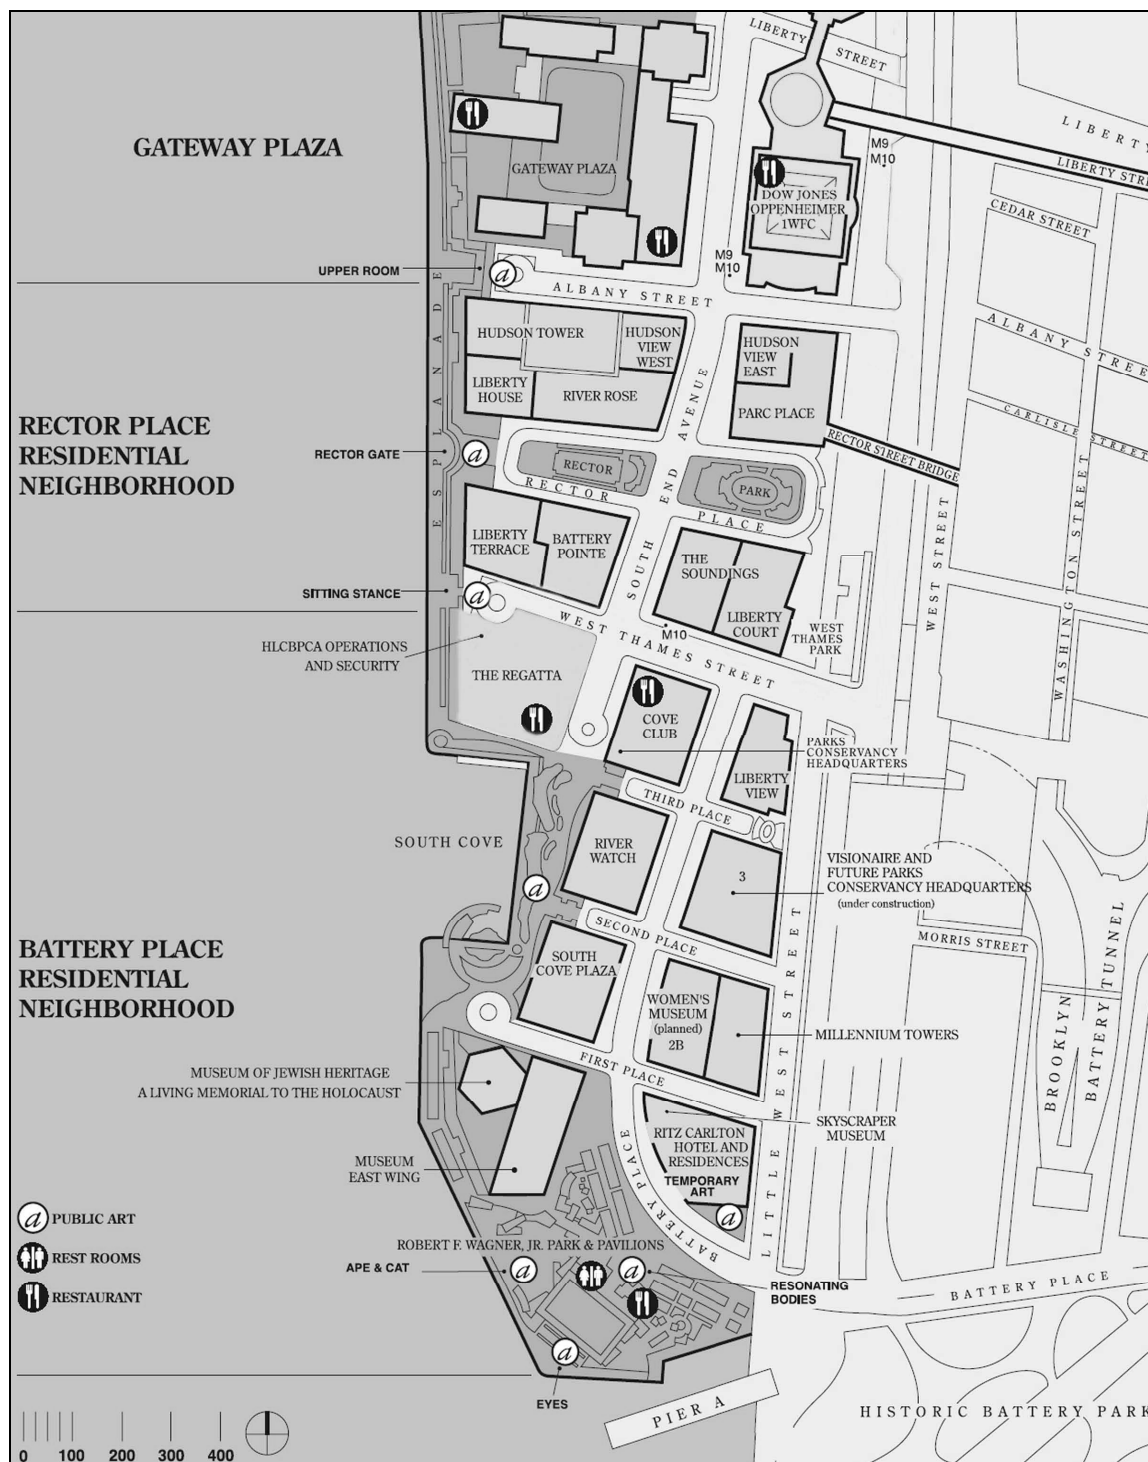 LIBERTY
STREET
LIBERTY
LIBERTY STRE
M9
M10
GATEWAY PLAZA
GATEWAY PLAZA
DOW JONES
OPPENHEIMER
1WFC
CEDAR STREET
M9
M10
UPPER ROOM
ALBANY STREET
ALBANY STREE
ESPLANADE
HUDSON TOWER
HUDSON
VIEW
WEST
HUDSON
VIEW
EAST
LIBERTY
HOUSE
RIVER ROSE
PARC PLACE
SOUTH END AVENUE
CARLISLE STREET
RECTOR STREET BRIDGE
RECTOR PLACE
RESIDENTIAL
NEIGHBORHOOD
RECTOR GATE
RECTOR
PARK
RECTOR PLACE
WEST STREET
WASHINGTON STREET
LIBERTY
TERRACE
BATTERY
POINTE
THE
SOUNDINGS
LIBERTY
COURT
WEST
THAMES
PARK
SITTING STANCE
M10
WEST THAMES STREET
HLCBPCA OPERATIONS
AND SECURITY
THE REGATTA
COVE
CLUB
PARKS
CONSERVANCY
HEADQUARTERS
LIBERTY
VIEW
THIRD PLACE
SOUTH COVE
RIVER
WATCH
3
VISIONAIRE AND
FUTURE PARKS
CONSERVANCY HEADQUARTERS
(under construction)
SECOND PLACE
MORRIS STREET
BATTERY PLACE
RESIDENTIAL
NEIGHBORHOOD
SOUTH
COVE PLAZA
WOMEN'S
MUSEUM
(planned)
2B
MILLENNIUM TOWERS
BROOKLYN
BATTERY TUNNEL
FIRST PLACE
MUSEUM OF JEWISH HERITAGE
A LIVING MEMORIAL TO THE HOLOCAUST
SKYSCRAPER
MUSEUM
RITZ CARLTON
HOTEL AND
RESIDENCES
TEMPORARY
ART
MUSEUM
EAST WING
BATTERY PLACE
LITTLE WEST STREET
a PUBLIC ART
REST ROOMS
RESTAURANT
ROBERT F. WAGNER, JR. PARK & PAVILIONS
APE & CAT
RESONATING
BODIES
BATTERY PLACE
EYES
PIER A
HISTORIC BATTERY PARK
0 100 200 300 400